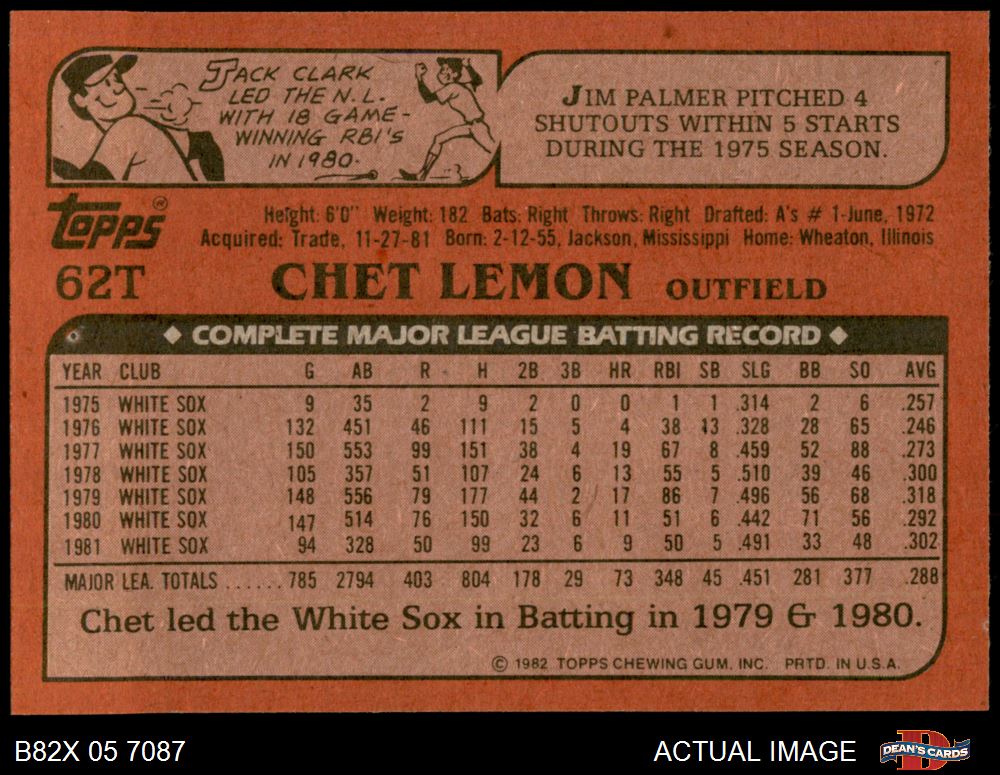 JACK CLARK
LED THE N.L.
WITH 18 GAME-
WINNING RBI'S
IN 1980.
JIM PALMER PITCHED 4
SHUTOUTS WITHIN 5 STARTS
DURING THE 1975 SEASON.
TOPPS®
Height: 6'0" Weight: 182 Bats: Right Throws: Right Drafted: A's # 1-June, 1972
Acquired: Trade, 11-27-81 Born: 2-12-55, Jackson, Mississippi Home: Wheaton, Illinois
62T CHET LEMON OUTFIELD
◆ COMPLETE MAJOR LEAGUE BATTING RECORD ◆
YEAR CLUB G AB R H 2B 3B HR RBI SB SLG BB SO AVG
1975 WHITE SOX 9 35 2 9 2 0 0 1 1 .314 2 6 .257
1976 WHITE SOX 132 451 46 111 15 5 4 38 13 .328 28 65 .246
1977 WHITE SOX 150 553 99 151 38 4 19 67 8 .459 52 88 .273
1978 WHITE SOX 105 357 51 107 24 6 13 55 5 .510 39 46 .300
1979 WHITE SOX 148 556 79 177 44 2 17 86 7 .496 56 68 .318
1980 WHITE SOX 147 514 76 150 32 6 11 51 6 .442 71 56 .292
1981 WHITE SOX 94 328 50 99 23 6 9 50 5 .491 33 48 .302
MAJOR LEA. TOTALS ...... 785 2794 403 804 178 29 73 348 45 .451 281 377 .288
Chet led the White Sox in Batting in 1979 & 1980.
© 1982 TOPPS CHEWING GUM, INC. PRTD. IN U.S.A.
B82X 05 7087 ACTUAL IMAGE DEAN'S CARDS